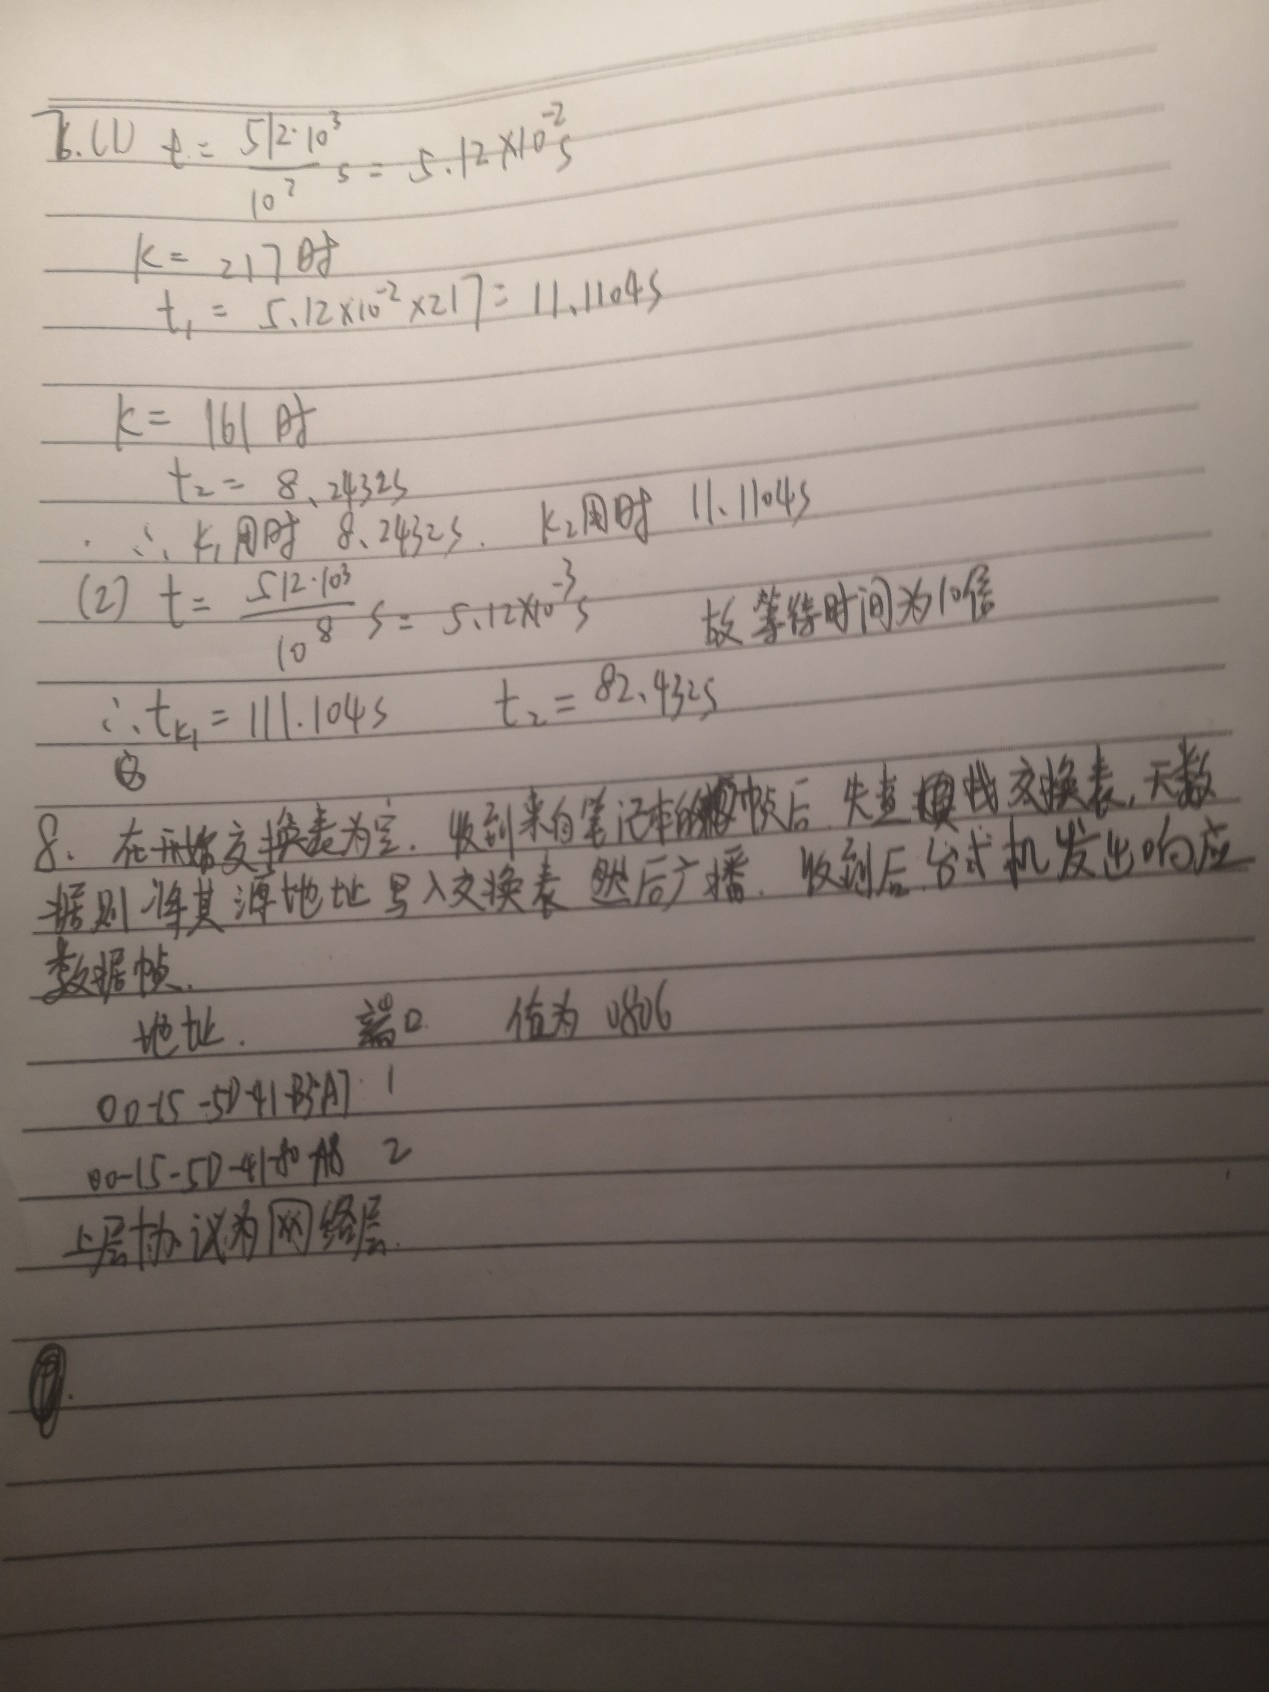 6.(1) t = 512·10³/10⁷ s = 5.12×10⁻² s
k = 217 时
t₁ = 5.12×10⁻²×217 = 11.1104s
k = 161 时
t₂ = 8.2432s
∴ k₁用时 8.2432s. k₂用时 11.1104s
(2) t = 512·10³/10⁸ s = 5.12×10⁻³ s 故等待时间为10倍
∴ tₖ₁ = 111.104s t₂ = 82.432s
8. 在开始交换表为空. 收到来自笔记本的帧后 失查 找交换表, 无数
据则将其源地址写入交换表 然后广播. 收到后台式机发出响应
数据帧.
地址. 端口 值为 0806
00-15-5D-41-B5A7 1
00-15-5D-41-80-A8 2
上层协议为网络层.